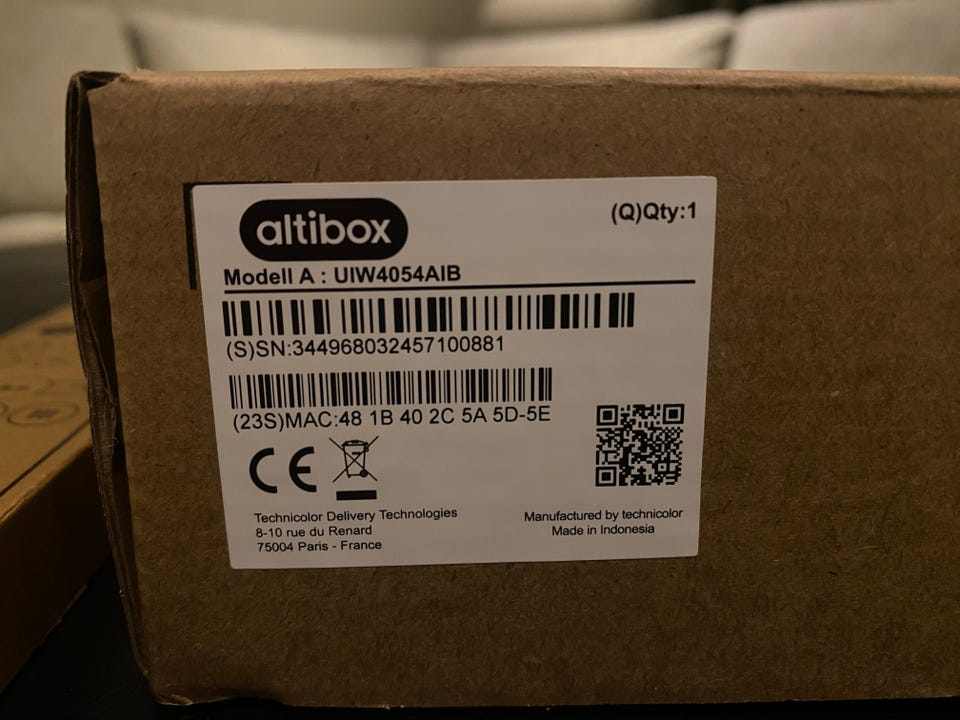 altibox
(Q)Qty:1
Modell A : UIW4054AIB
(S)SN:344968032457100881
(23S)MAC:48 1B 40 2C 5A 5D-5E
CE
Technicolor Delivery Technologies
8-10 rue du Renard
75004 Paris - France
Manufactured by technicolor
Made in Indonesia